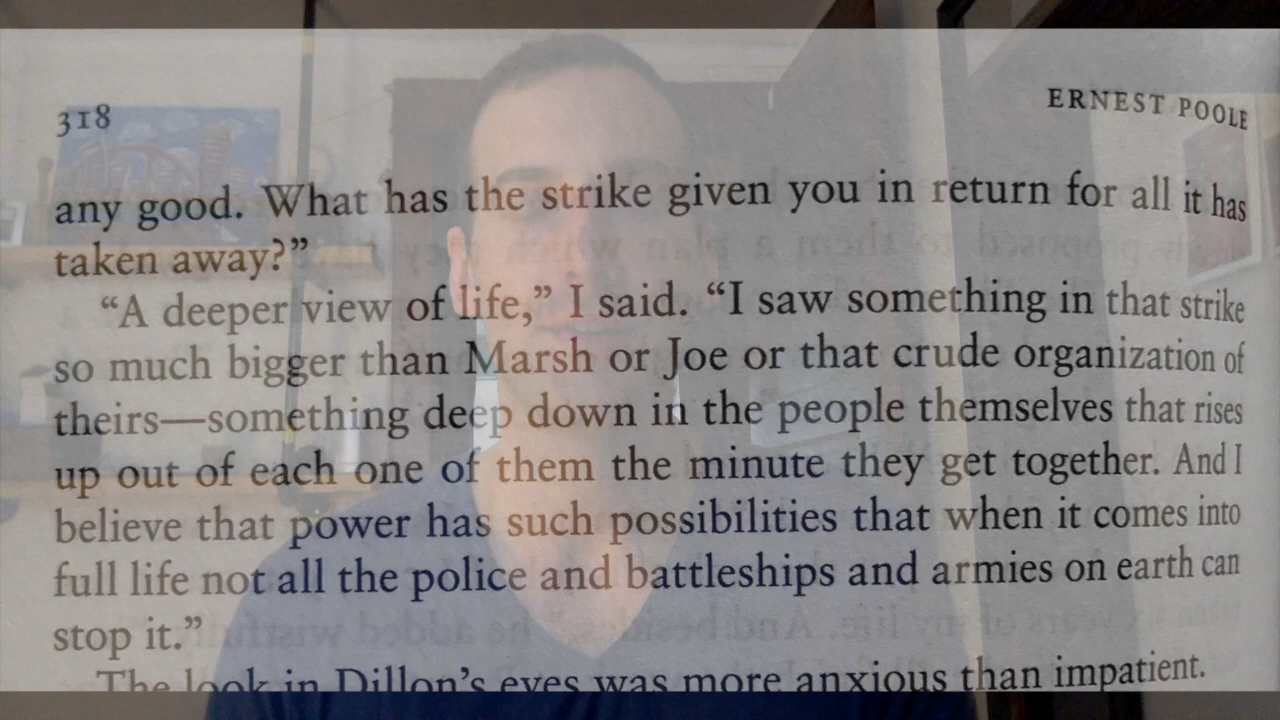 318
ERNEST POOLE
any good. What has the strike given you in return for all it has
taken away?”
“A deeper view of life,” I said. “I saw something in that strike
so much bigger than Marsh or Joe or that crude organization of
theirs—something deep down in the people themselves that rises
up out of each one of them the minute they get together. And I
believe that power has such possibilities that when it comes into
full life not all the police and battleships and armies on earth can
stop it.”
The look in Dillon’s eyes was more anxious than impatient.